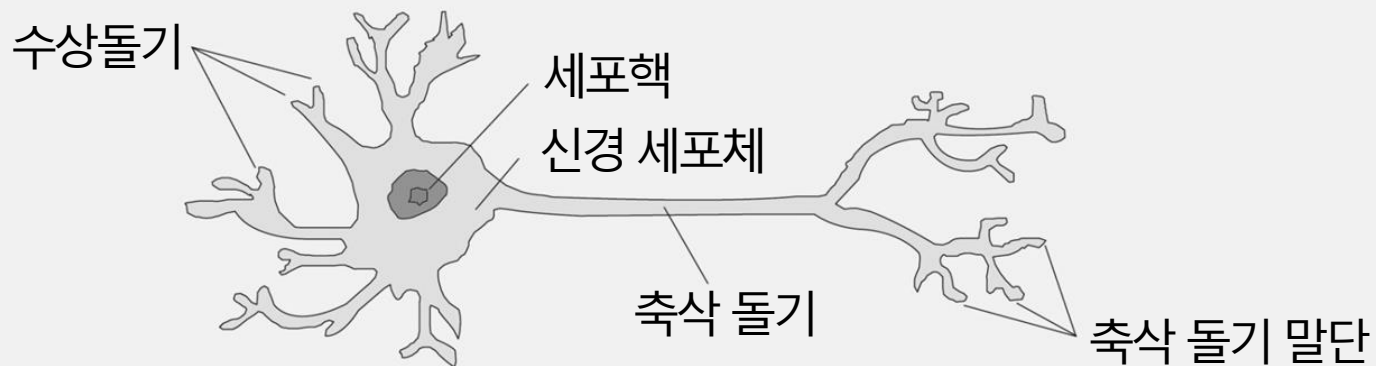 수상돌기
세포핵
신경 세포체
축삭 돌기
축삭 돌기 말단